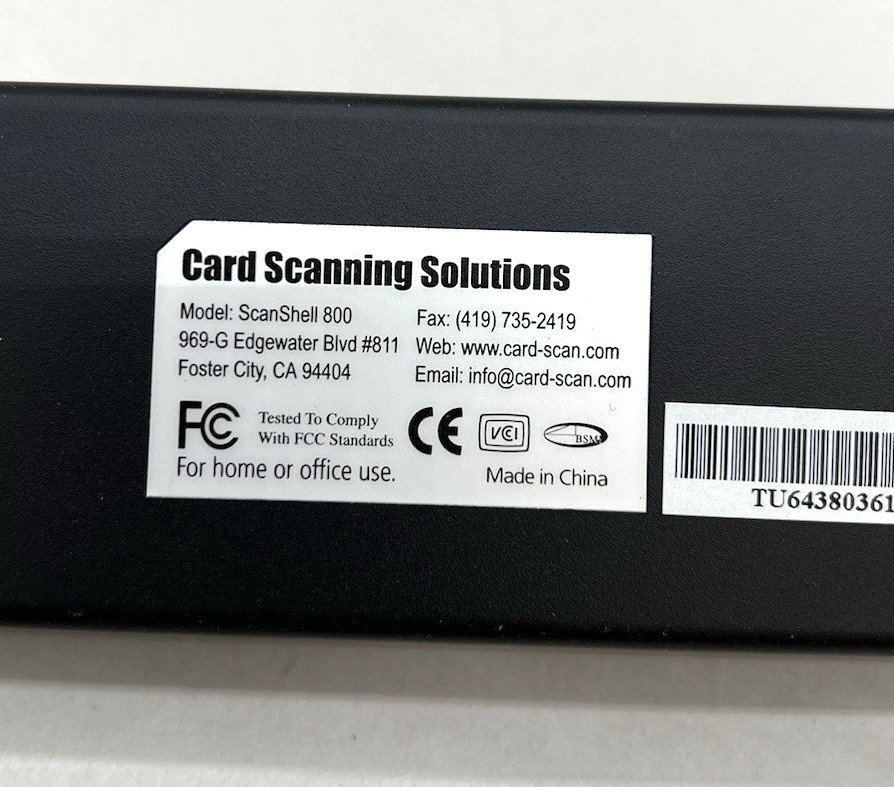 Card Scanning Solutions
Model: ScanShell 800
969-G Edgewater Blvd #811
Foster City, CA 94404
Fax: (419) 735-2419
Web: www.card-scan.com
Email: info@card-scan.com
FC Tested To Comply
With FCC Standards
CE
VCI
BSMI
For home or office use.
Made in China
TU64380361